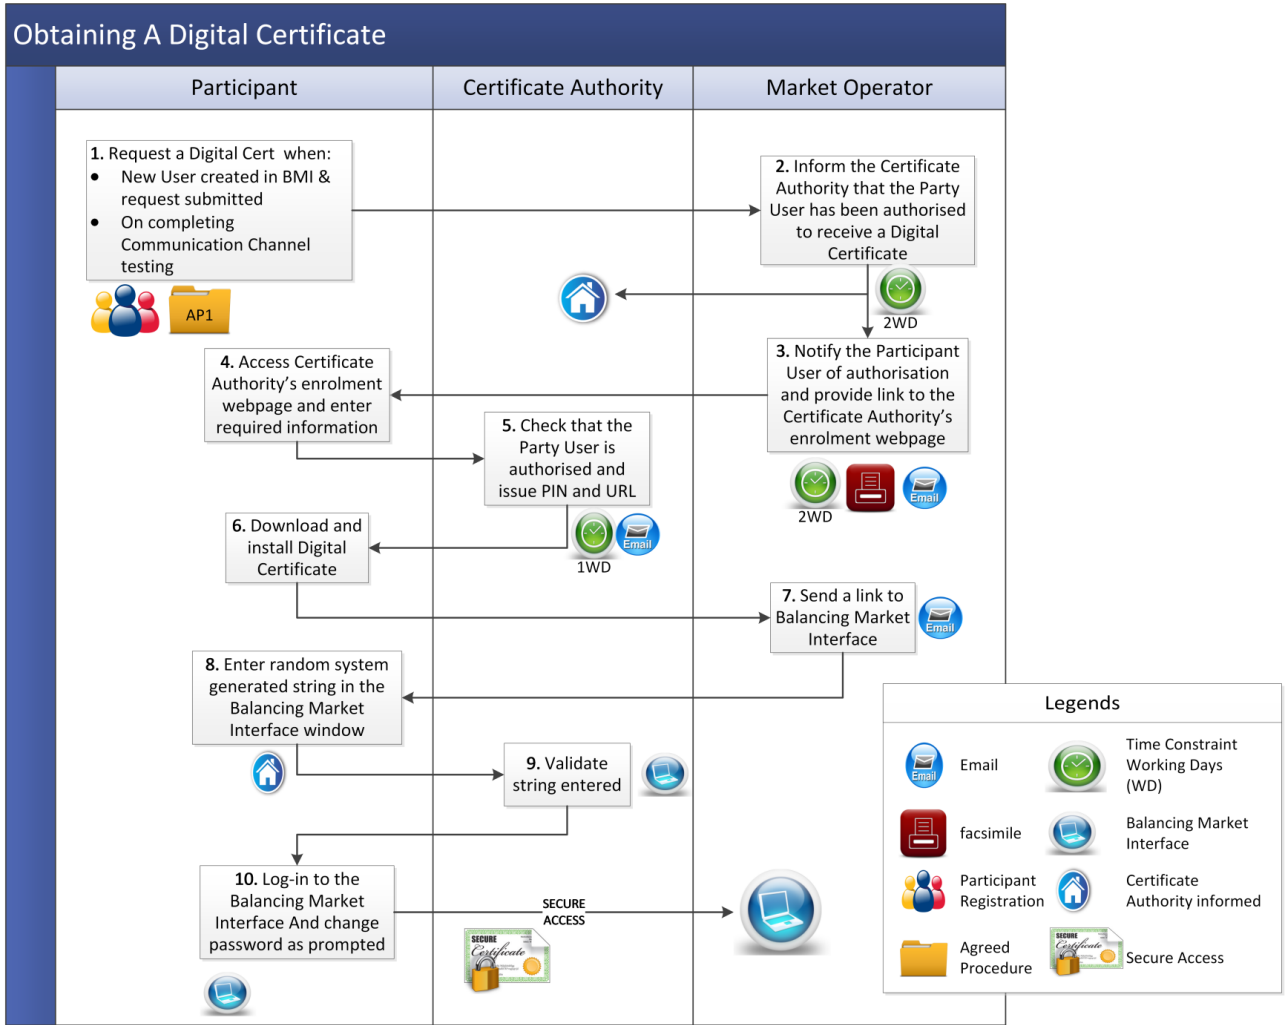 Obtaining A Digital Certificate
Participant
Certificate Authority
Market Operator
1. Request a Digital Cert when:
● New User created in BMI &
request submitted
● On completing
Communication Channel
testing
AP1
2. Inform the Certificate
Authority that the Party
User has been authorised
to receive a Digital
Certificate
2WD
3. Notify the Participant
User of authorisation
and provide link to the
Certificate Authority's
enrolment webpage
2WD
Email
4. Access Certificate
Authority's enrolment
webpage and enter
required information
5. Check that the
Party User is
authorised and
issue PIN and URL
1WD
Email
6. Download and
install Digital
Certificate
7. Send a link to
Balancing Market
Interface
Email
8. Enter random system
generated string in the
Balancing Market
Interface window
9. Validate
string entered
10. Log-in to the
Balancing Market
Interface And change
password as prompted
SECURE
ACCESS
SECURE
Certificate
Legends
Email
Email
Time Constraint
Working Days
(WD)
facsimile
Balancing Market
Interface
Participant
Registration
Certificate
Authority informed
Agreed
Procedure
SECURE
Certificate
Secure Access